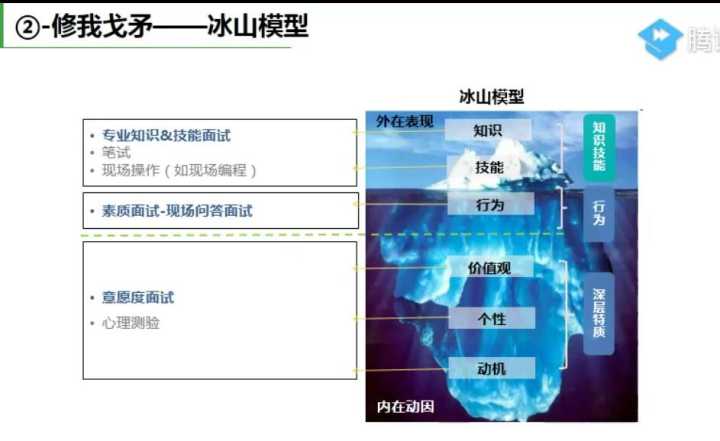 ②-修我戈矛——冰山模型
腾讯
冰山模型
• 专业知识&技能面试
• 笔试
• 现场操作（如现场编程）
• 素质面试-现场问答面试
• 意愿度面试
• 心理测验
外在表现
知识
技能
行为
价值观
个性
动机
内在动因
知识技能
行为
深层特质